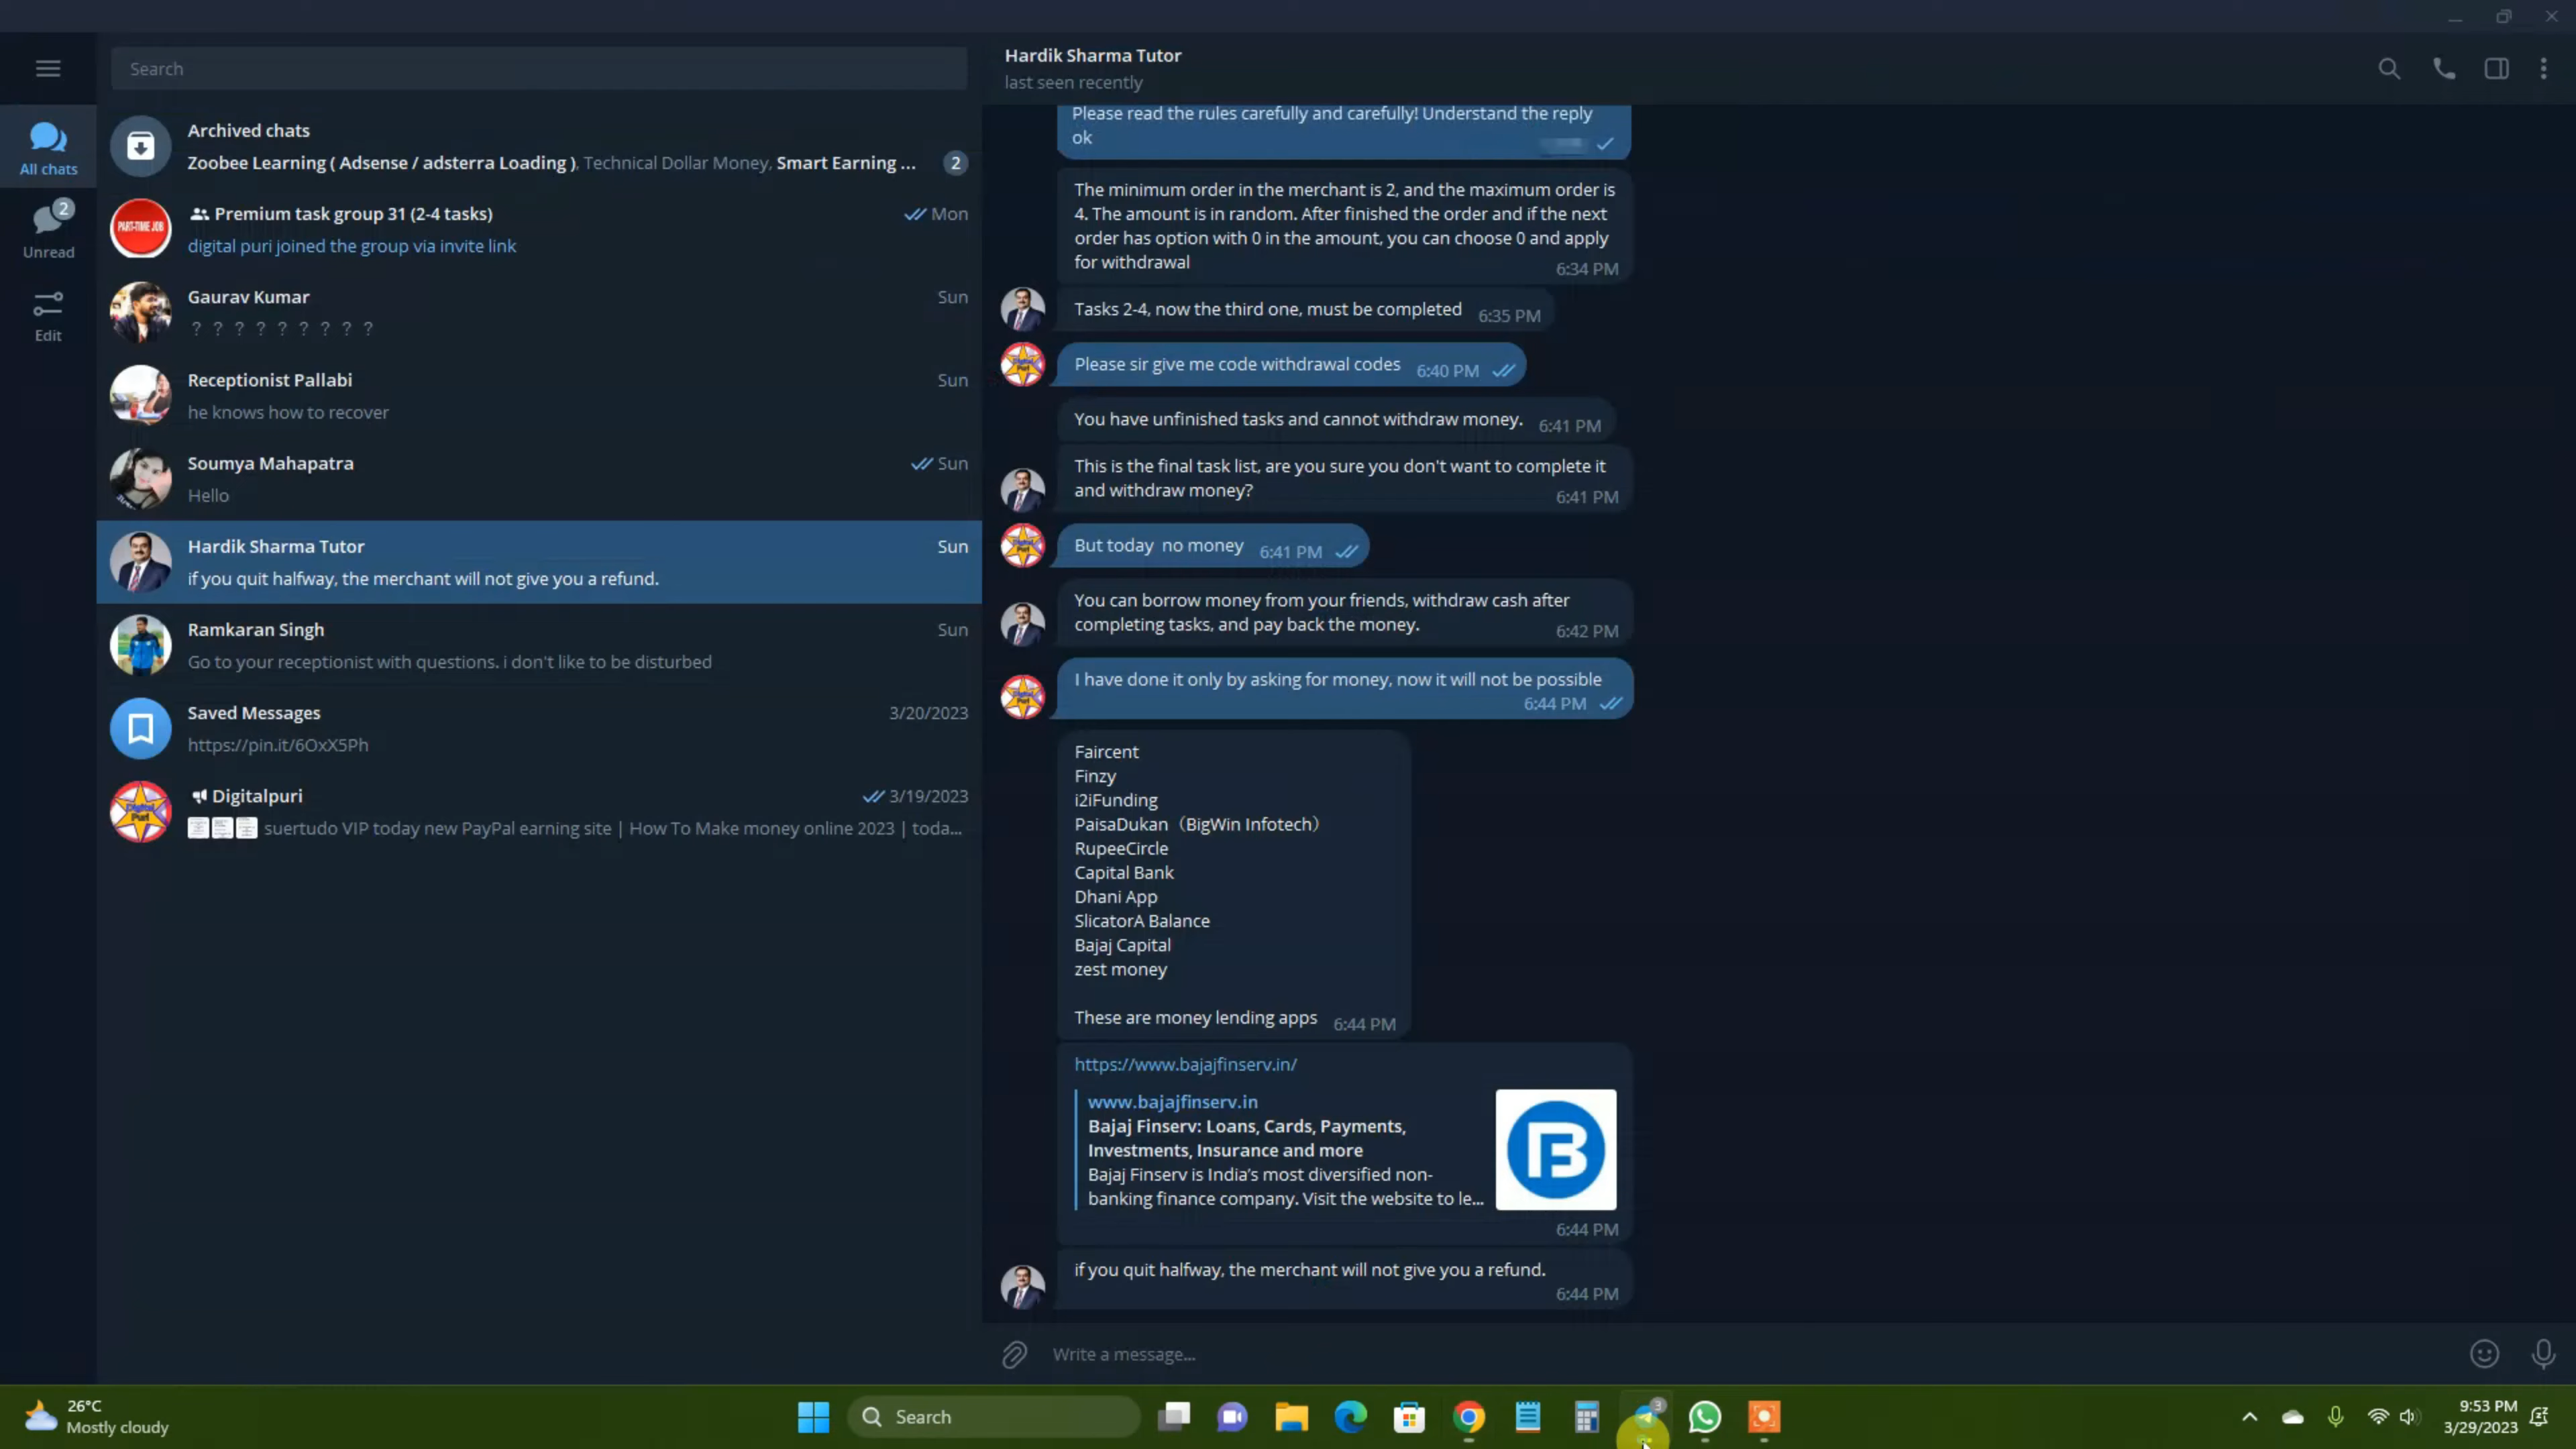 Search
All chats
2
Unread
Edit
Archived chats
Zoobee Learning ( Adsense / adsterra Loading ), Technical Dollar Money, Smart Earning ...
2
PART-TIME JOB
Premium task group 31 (2-4 tasks)
Mon
digital puri joined the group via invite link
Gaurav Kumar
Sun
? ? ? ? ? ? ? ? ?
Receptionist Pallabi
Sun
he knows how to recover
Soumya Mahapatra
Sun
Hello
Hardik Sharma Tutor
Sun
if you quit halfway, the merchant will not give you a refund.
Ramkaran Singh
Sun
Go to your receptionist with questions. i don't like to be disturbed
Saved Messages
3/20/2023
https://pin.it/6OxX5Ph
Digital Puri
Digitalpuri
3/19/2023
suertudo VIP today new PayPal earning site | How To Make money online 2023 | toda...
Hardik Sharma Tutor
last seen recently
Please read the rules carefully and carefully! Understand the reply
ok
The minimum order in the merchant is 2, and the maximum order is
4. The amount is in random. After finished the order and if the next
order has option with 0 in the amount, you can choose 0 and apply
for withdrawal
6:34 PM
Tasks 2-4, now the third one, must be completed
6:35 PM
Please sir give me code withdrawal codes
6:40 PM
You have unfinished tasks and cannot withdraw money.
6:41 PM
This is the final task list, are you sure you don't want to complete it
and withdraw money?
6:41 PM
But today no money
6:41 PM
You can borrow money from your friends, withdraw cash after
completing tasks, and pay back the money.
6:42 PM
I have done it only by asking for money, now it will not be possible
6:44 PM
Faircent
Finzy
i2iFunding
PaisaDukan（BigWin Infotech）
RupeeCircle
Capital Bank
Dhani App
SlicatorA Balance
Bajaj Capital
zest money
These are money lending apps
6:44 PM
https://www.bajajfinserv.in/
www.bajajfinserv.in
Bajaj Finserv: Loans, Cards, Payments,
Investments, Insurance and more
Bajaj Finserv is India's most diversified non-
banking finance company. Visit the website to le...
6:44 PM
if you quit halfway, the merchant will not give you a refund.
6:44 PM
Write a message...
26°C
Mostly cloudy
Search
3
9:53 PM
3/29/2023